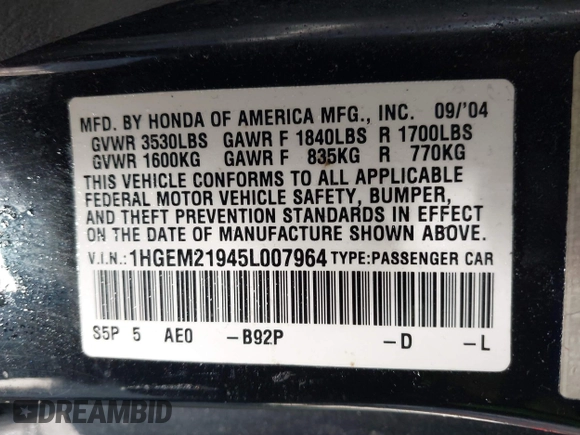 MFD. BY HONDA OF AMERICA MFG., INC. 09/'04
GVWR 3530LBS GAWR F 1840LBS R 1700LBS
GVWR 1600KG GAWR F 835KG R 770KG
THIS VEHICLE CONFORMS TO ALL APPLICABLE
FEDERAL MOTOR VEHICLE SAFETY, BUMPER,
AND THEFT PREVENTION STANDARDS IN EFFECT
ON THE DATE OF MANUFACTURE SHOWN ABOVE.
V.I.N.: 1HGEM21945L007964 TYPE: PASSENGER CAR
S5P 5 AE0 –B92P –D –L
DREAMBID